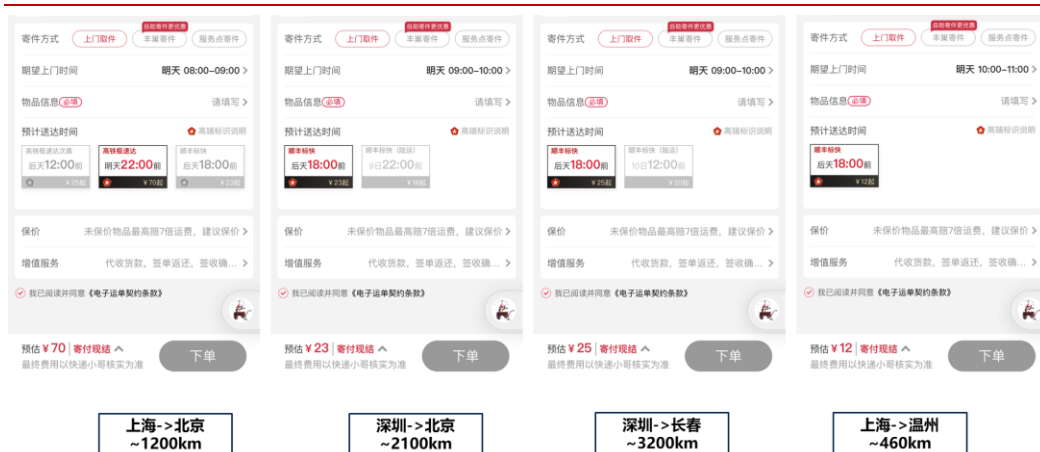 自助寄件更优惠
寄件方式 上门取件 丰巢寄件 服务点寄件
期望上门时间 明天 08:00–09:00 >
物品信息 必填 请填写 >
预计送达时间 高端标识说明
高铁极速达次晨 高铁极速达 顺丰标快
后天12:00前 明天22:00前 后天18:00前
¥25起 ¥70起 ¥23起
保价 未保价物品最高赔7倍运费，建议保价 >
增值服务 代收货款，签单返还，签收确... >
我已阅读并同意《电子运单契约条款》
预估 ¥70 | 寄付现结
下单
最终费用以快递小哥核实为准
上海->北京
~1200km
自助寄件更优惠
寄件方式 上门取件 丰巢寄件 服务点寄件
期望上门时间 明天 09:00–10:00 >
物品信息 必填 请填写 >
预计送达时间 高端标识说明
顺丰标快 顺丰标快（陆运）
后天18:00前 9日22:00前
¥23起 ¥18起
保价 未保价物品最高赔7倍运费，建议保价 >
增值服务 代收货款，签单返还，签收确... >
我已阅读并同意《电子运单契约条款》
预估 ¥23 | 寄付现结
下单
最终费用以快递小哥核实为准
深圳->北京
~2100km
自助寄件更优惠
寄件方式 上门取件 丰巢寄件 服务点寄件
期望上门时间 明天 09:00–10:00 >
物品信息 必填 请填写 >
预计送达时间 高端标识说明
顺丰标快 顺丰标快（陆运）
后天18:00前 10日12:00前
¥25起 ¥20起
保价 未保价物品最高赔7倍运费，建议保价 >
增值服务 代收货款，签单返还，签收确... >
我已阅读并同意《电子运单契约条款》
预估 ¥25 | 寄付现结
下单
最终费用以快递小哥核实为准
深圳->长春
~3200km
自助寄件更优惠
寄件方式 上门取件 丰巢寄件 服务点寄件
期望上门时间 明天 10:00–11:00 >
物品信息 必填 请填写 >
预计送达时间 高端标识说明
顺丰标快
后天18:00前
¥12起
保价 未保价物品最高赔7倍运费，建议保价 >
增值服务 代收货款，签单返还，签收确... >
我已阅读并同意《电子运单契约条款》
预估 ¥12 | 寄付现结
下单
最终费用以快递小哥核实为准
上海->温州
~460km